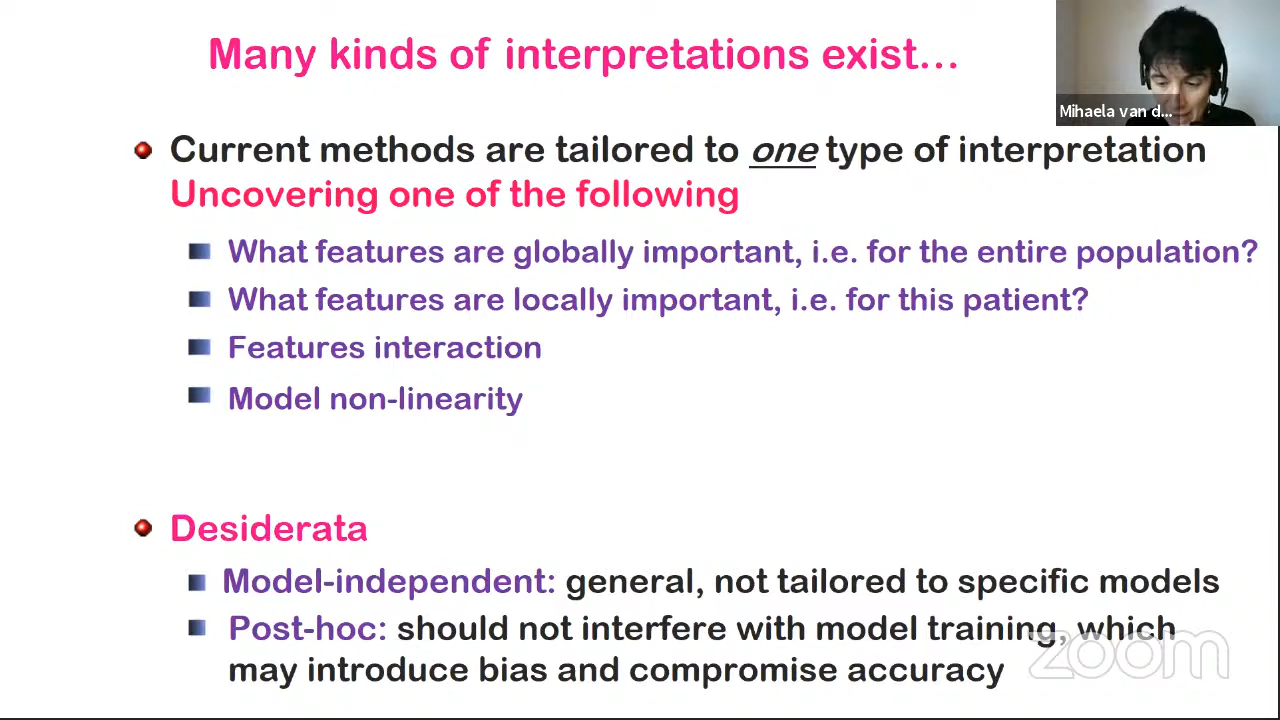 Many kinds of interpretations exist...
Mihaela van d...
Current methods are tailored to one type of interpretation
Uncovering one of the following
What features are globally important, i.e. for the entire population?
What features are locally important, i.e. for this patient?
Features interaction
Model non-linearity
Desiderata
Model-independent: general, not tailored to specific models
Post-hoc: should not interfere with model training, which
may introduce bias and compromise accuracy
zoom